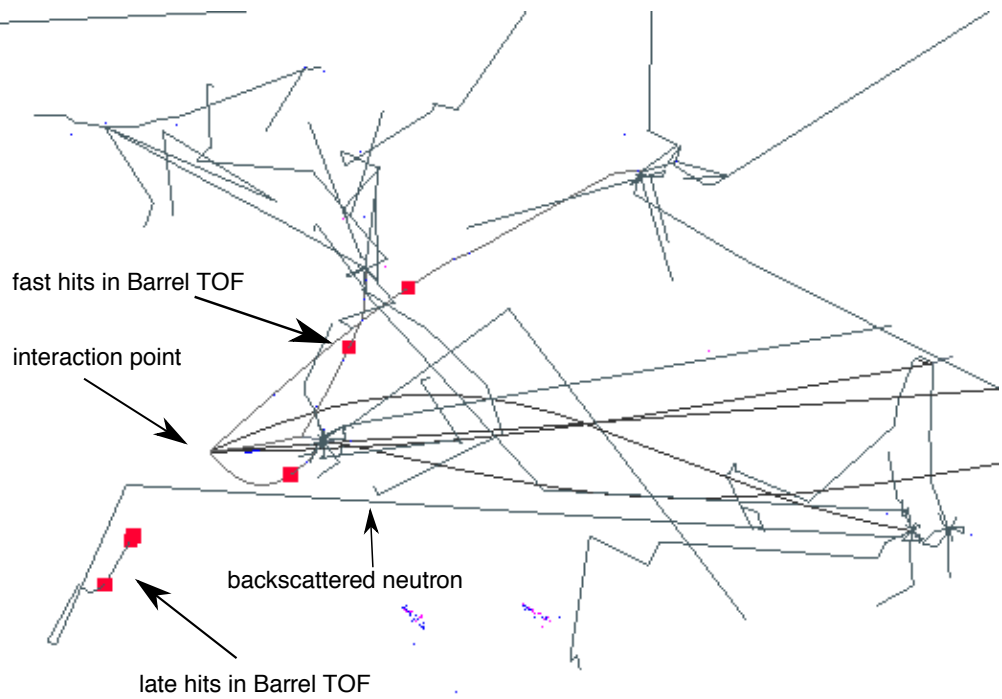 fast hits in Barrel TOF
interaction point
backscattered neutron
late hits in Barrel TOF